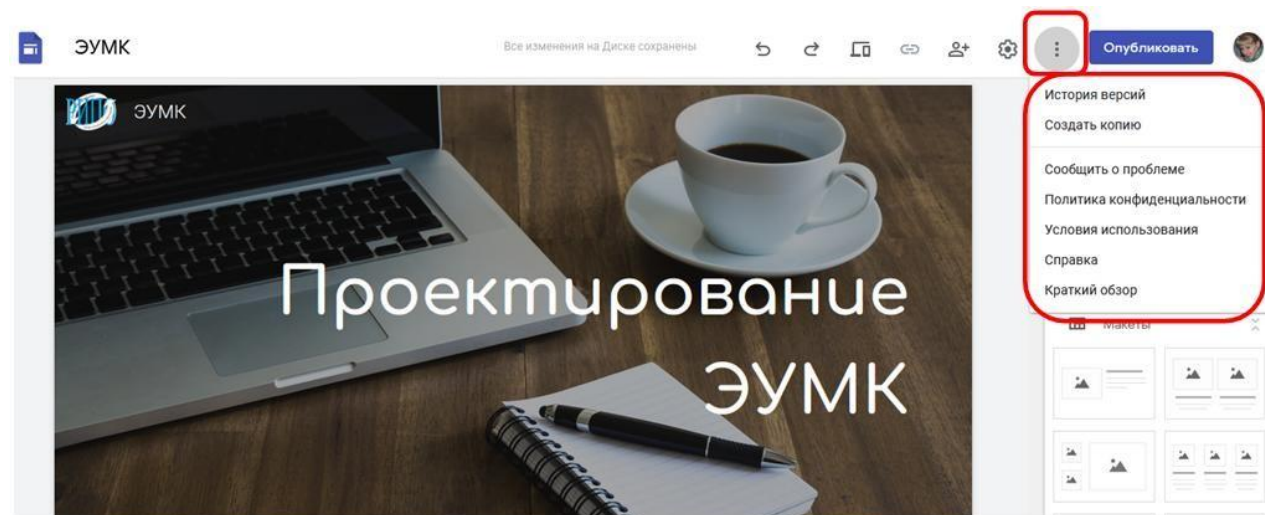 ЭУМК
Все изменения на Диске сохранены
Опубликовать
ЭУМК
Проектирование
ЭУМК
История версий
Создать копию
Сообщить о проблеме
Политика конфиденциальности
Условия использования
Справка
Краткий обзор
Макеты